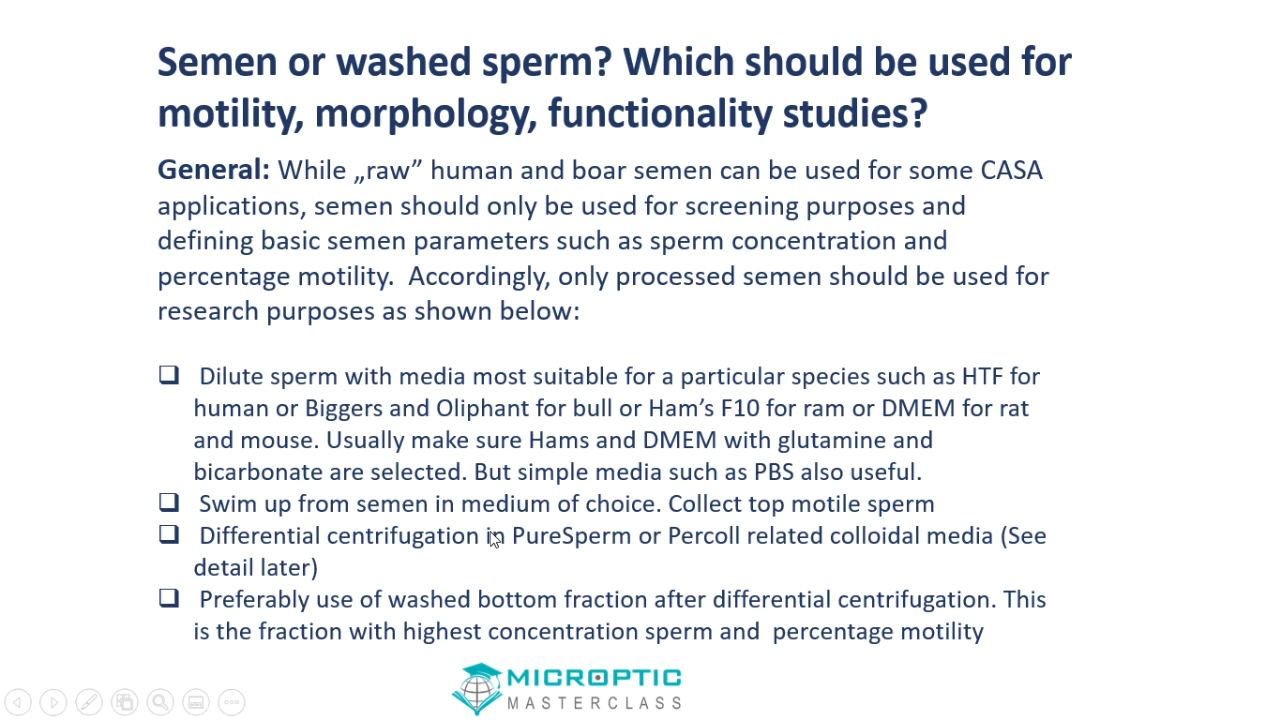 Semen or washed sperm? Which should be used for
motility, morphology, functionality studies?
General: While „raw” human and boar semen can be used for some CASA
applications, semen should only be used for screening purposes and
defining basic semen parameters such as sperm concentration and
percentage motility.  Accordingly, only processed semen should be used for
research purposes as shown below:
❑ Dilute sperm with media most suitable for a particular species such as HTF for
human or Biggers and Oliphant for bull or Ham’s F10 for ram or DMEM for rat
and mouse. Usually make sure Hams and DMEM with glutamine and
bicarbonate are selected. But simple media such as PBS also useful.
❑ Swim up from semen in medium of choice. Collect top motile sperm
❑ Differential centrifugation in PureSperm or Percoll related colloidal media (See
detail later)
❑ Preferably use of washed bottom fraction after differential centrifugation. This
is the fraction with highest concentration sperm and  percentage motility
MICROPTIC
MASTERCLASS